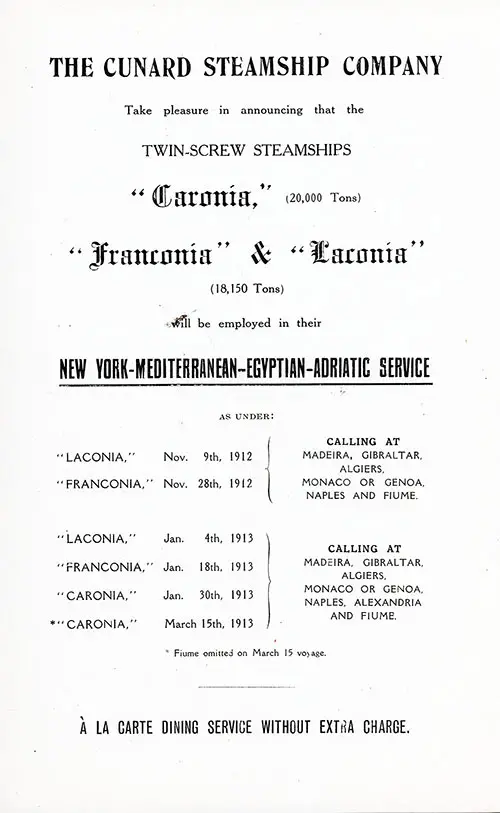 THE CUNARD STEAMSHIP COMPANY
Take pleasure in announcing that the
TWIN-SCREW STEAMSHIPS
"Caronia," (20,000 Tons)
"Franconia" & "Laconia"
(18,150 Tons)
will be employed in their
NEW YORK-MEDITERRANEAN-EGYPTIAN-ADRIATIC SERVICE
AS UNDER:
"LACONIA," Nov. 9th, 1912
"FRANCONIA," Nov. 28th, 1912
CALLING AT
MADEIRA, GIBRALTAR,
ALGIERS,
MONACO OR GENOA,
NAPLES AND FIUME.
"LACONIA," Jan. 4th, 1913
"FRANCONIA," Jan. 18th, 1913
"CARONIA," Jan. 30th, 1913
*"CARONIA," March 15th, 1913
CALLING AT
MADEIRA, GIBRALTAR,
ALGIERS,
MONACO OR GENOA,
NAPLES, ALEXANDRIA
AND FIUME.
* Fiume omitted on March 15 voyage.
À LA CARTE DINING SERVICE WITHOUT EXTRA CHARGE.